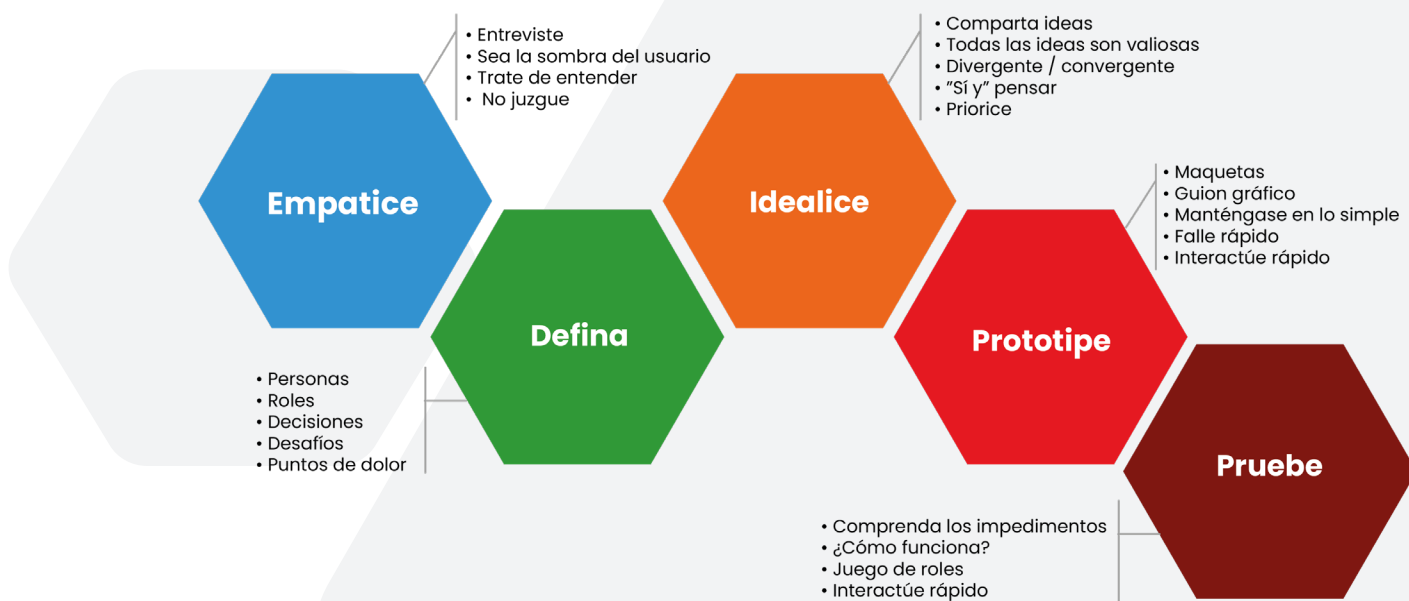 Empatice
• Entreviste
• Sea la sombra del usuario
• Trate de entender
• No juzgue
Defina
• Personas
• Roles
• Decisiones
• Desafíos
• Puntos de dolor
Idealice
• Comparta ideas
• Todas las ideas son valiosas
• Divergente / convergente
• ”Sí y” pensar
• Priorice
Prototipe
• Maquetas
• Guion gráfico
• Manténgase en lo simple
• Falle rápido
• Interactúe rápido
Pruebe
• Comprenda los impedimentos
• ¿Cómo funciona?
• Juego de roles
• Interactúe rápido